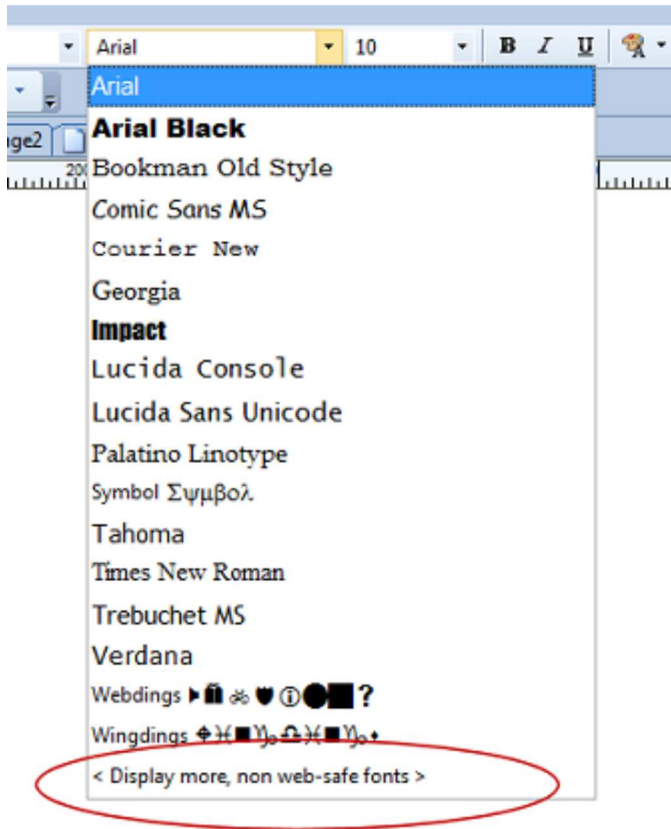 Arial 10 B I U
Arial
age2
200
Arial Black
Bookman Old Style
Comic Sans MS
Courier New
Georgia
Impact
Lucida Console
Lucida Sans Unicode
Palatino Linotype
Symbol Σψμβολ
Tahoma
Times New Roman
Trebuchet MS
Verdana
Webdings
Wingdings
< Display more, non web-safe fonts >